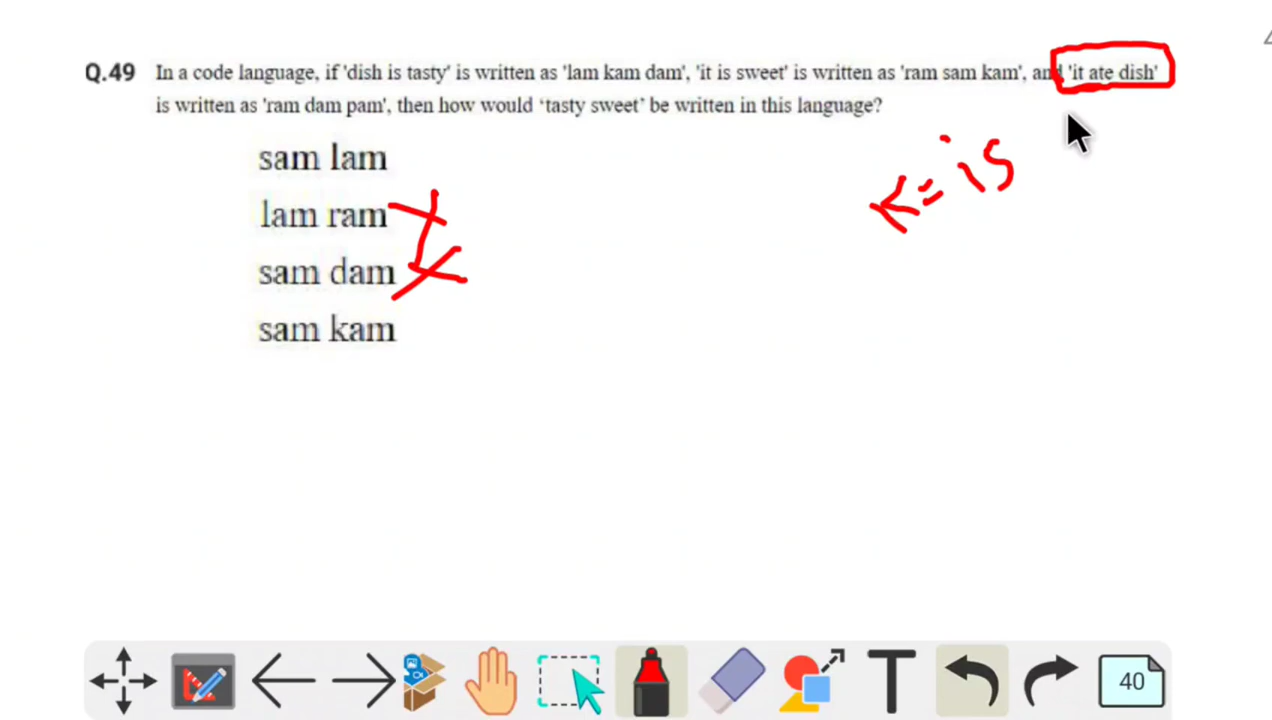 Q.49 In a code language, if 'dish is tasty' is written as 'lam kam dam', 'it is sweet' is written as 'ram sam kam', and 'it ate dish'
is written as 'ram dam pam', then how would ‘tasty sweet’ be written in this language?
sam lam
K= is
lam ram
sam dam
sam kam
T
40